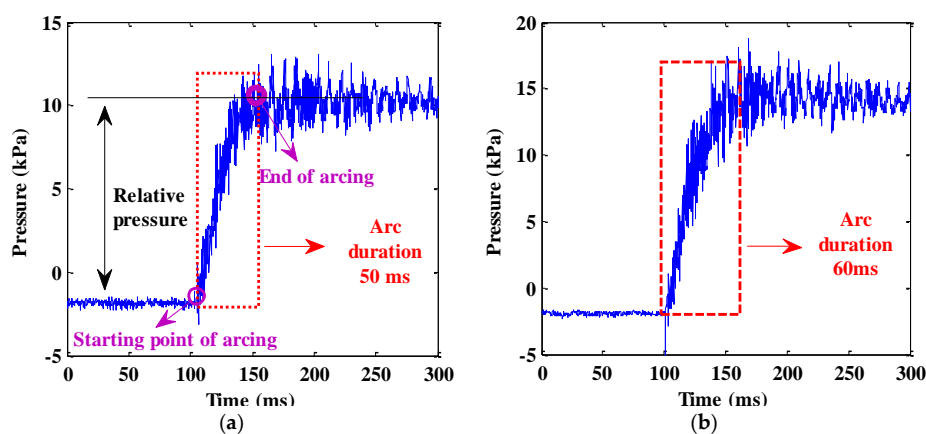 15
10
5
0
-5
Pressure (kPa)
Relative
pressure
End of arcing
Arc
duration
50 ms
Starting point of arcing
0 50 100 150 200 250 300
Time (ms)
(a)
20
15
10
5
0
-5
Pressure (kPa)
Arc
duration
60ms
0 50 100 150 200 250 300
Time (ms)
(b)